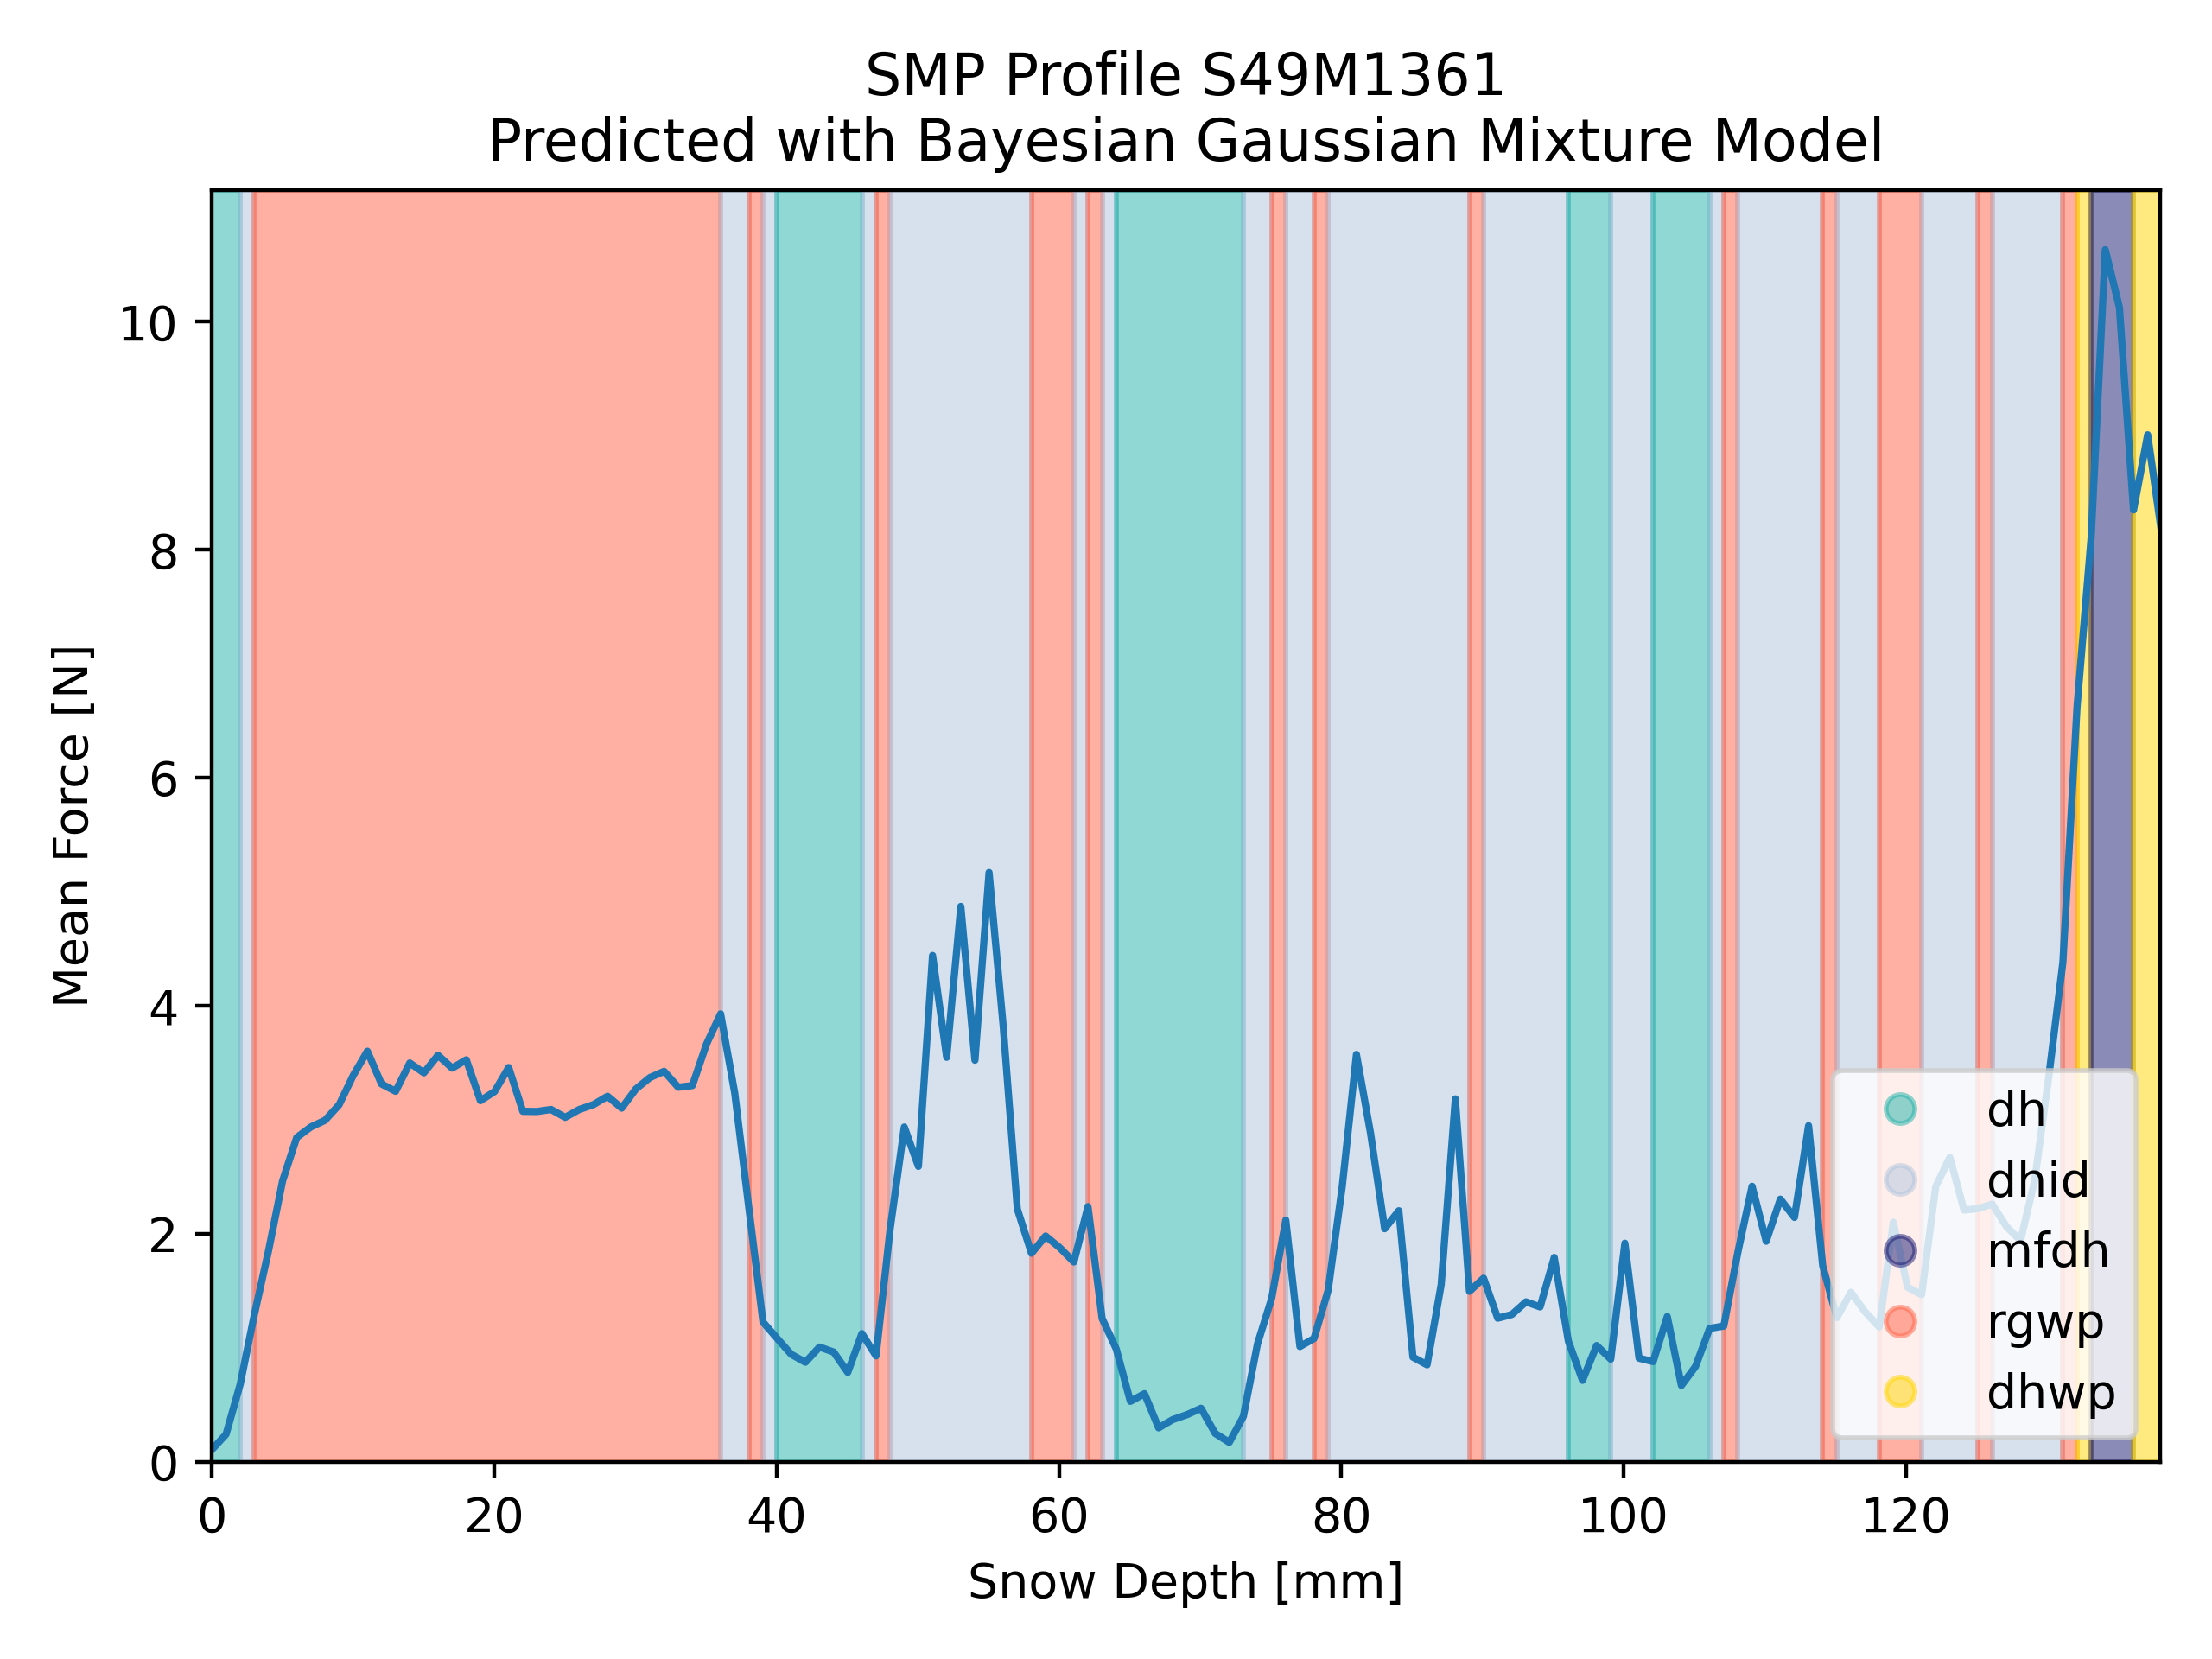 SMP Profile S49M1361
Predicted with Bayesian Gaussian Mixture Model
Mean Force [N]
10
8
6
4
2
0
dh
dhid
mfdh
rgwp
dhwp
0 20 40 60 80 100 120
Snow Depth [mm]